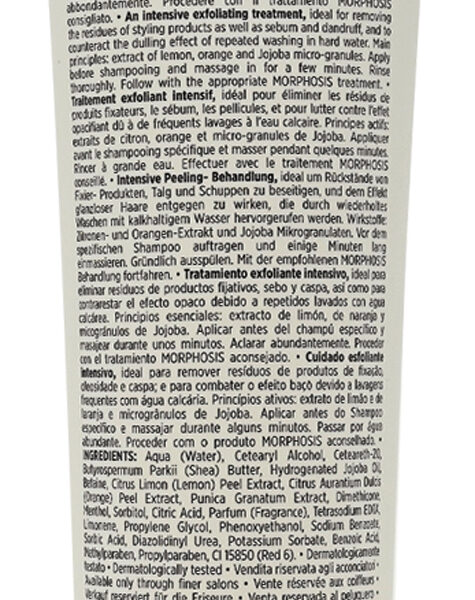 abbondantemente. Procedere con il trattamento MORPHOSIS
consigliato. • An intensive exfoliating treatment, ideal for removing
the residues of styling products as well as sebum and dandruff, and to
counteract the dulling effect of repeated washing in hard water. Main
principles: extract of lemon, orange and Jojoba micro-granules. Apply
before shampooing and massage in for a few minutes. Rinse
thoroughly. Follow with the appropriate MORPHOSIS treatment. •
Traitement exfoliant intensif, idéal pour éliminer les résidus de
produits fixateurs, le sébum, les pellicules, et pour lutter contre l'effet
opacifiant dû à de fréquents lavages à l'eau calcaire. Principes actifs:
extraits de citron, orange et micro-granules de Jojoba. Appliquer
avant le shampooing spécifique et masser pendant quelques minutes.
Rincer à grande eau. Effectuer avec le traitement MORPHOSIS
conseillé. • Intensive Peeling- Behandlung, ideal um Rückstände von
Fixier- Produkten, Talg und Schuppen zu beseitigen, und dem Effekt
glanzloser Haare entgegen zu wirken, die durch wiederholtes
Waschen mit kalkhaltigem Wasser hervorgerufen werden. Wirkstoffe:
Zitronen- und Orangen-Extrakt und Jojoba Mikrogranulaten. Vor dem
spezifischen Shampoo auftragen und einige Minuten lang
einmassieren. Gründlich ausspülen. Mit der empfohlenen MORPHOSIS
Behandlung fortfahren. • Tratamiento exfoliante intensivo, ideal para
eliminar residuos de productos fijativos, sebo y caspa, así como para
contrarestar el efecto opaco debido a repetidos lavados con agua
calcárea. Principios esenciales: extracto de limón, de naranja y
micogránulos de Jojoba. Aplicar antes del champú específico y
masajear durante unos minutos. Aclarar abundantemente. Proceder
con el tratamiento MORPHOSIS aconsejado. • Cuidado esfoliante
intensivo, ideal para remover resíduos de produtos de fixação,
oleosidade e caspa; e para combater o efeito baço devido a lavagens
frequentes com água calcária. Princípios ativos: extrato de limão e de
laranja e microgrânulos de Jojoba. Aplicar antes do Shampoo
específico e massajar durante alguns minutos. Passar por água
abundante. Proceder com o produto MORPHOSIS aconselhado. •
INGREDIENTS: Aqua (Water), Cetearyl Alcohol, Ceteareth-20,
Butyrospermum Parkii (Shea) Butter, Hydrogenated Jojoba Oil,
Betaine, Citrus Limon (Lemon) Peel Extract, Citrus Aurantium Dulcis
(Orange) Peel Extract, Punica Granatum Extract, Dimethicone,
Menthol, Sorbitol, Citric Acid, Parfum (Fragrance), Tetrasodium EDTA,
Limonene, Propylene Glycol, Phenoxyethanol, Sodium Benzoate,
Sorbic Acid, Diazolidinyl Urea, Potassium Sorbate, Benzoic Acid,
Methylparaben, Propylparaben, CI 15850 (Red 6). • Dermatologicamente
testato • Dermatologically tested • Vendita riservata agli acconciatori •
Available only through finer salons • Vente réservée aux coiffeurs •
Verkauf reserviert für die Friseure • Venda reservada a